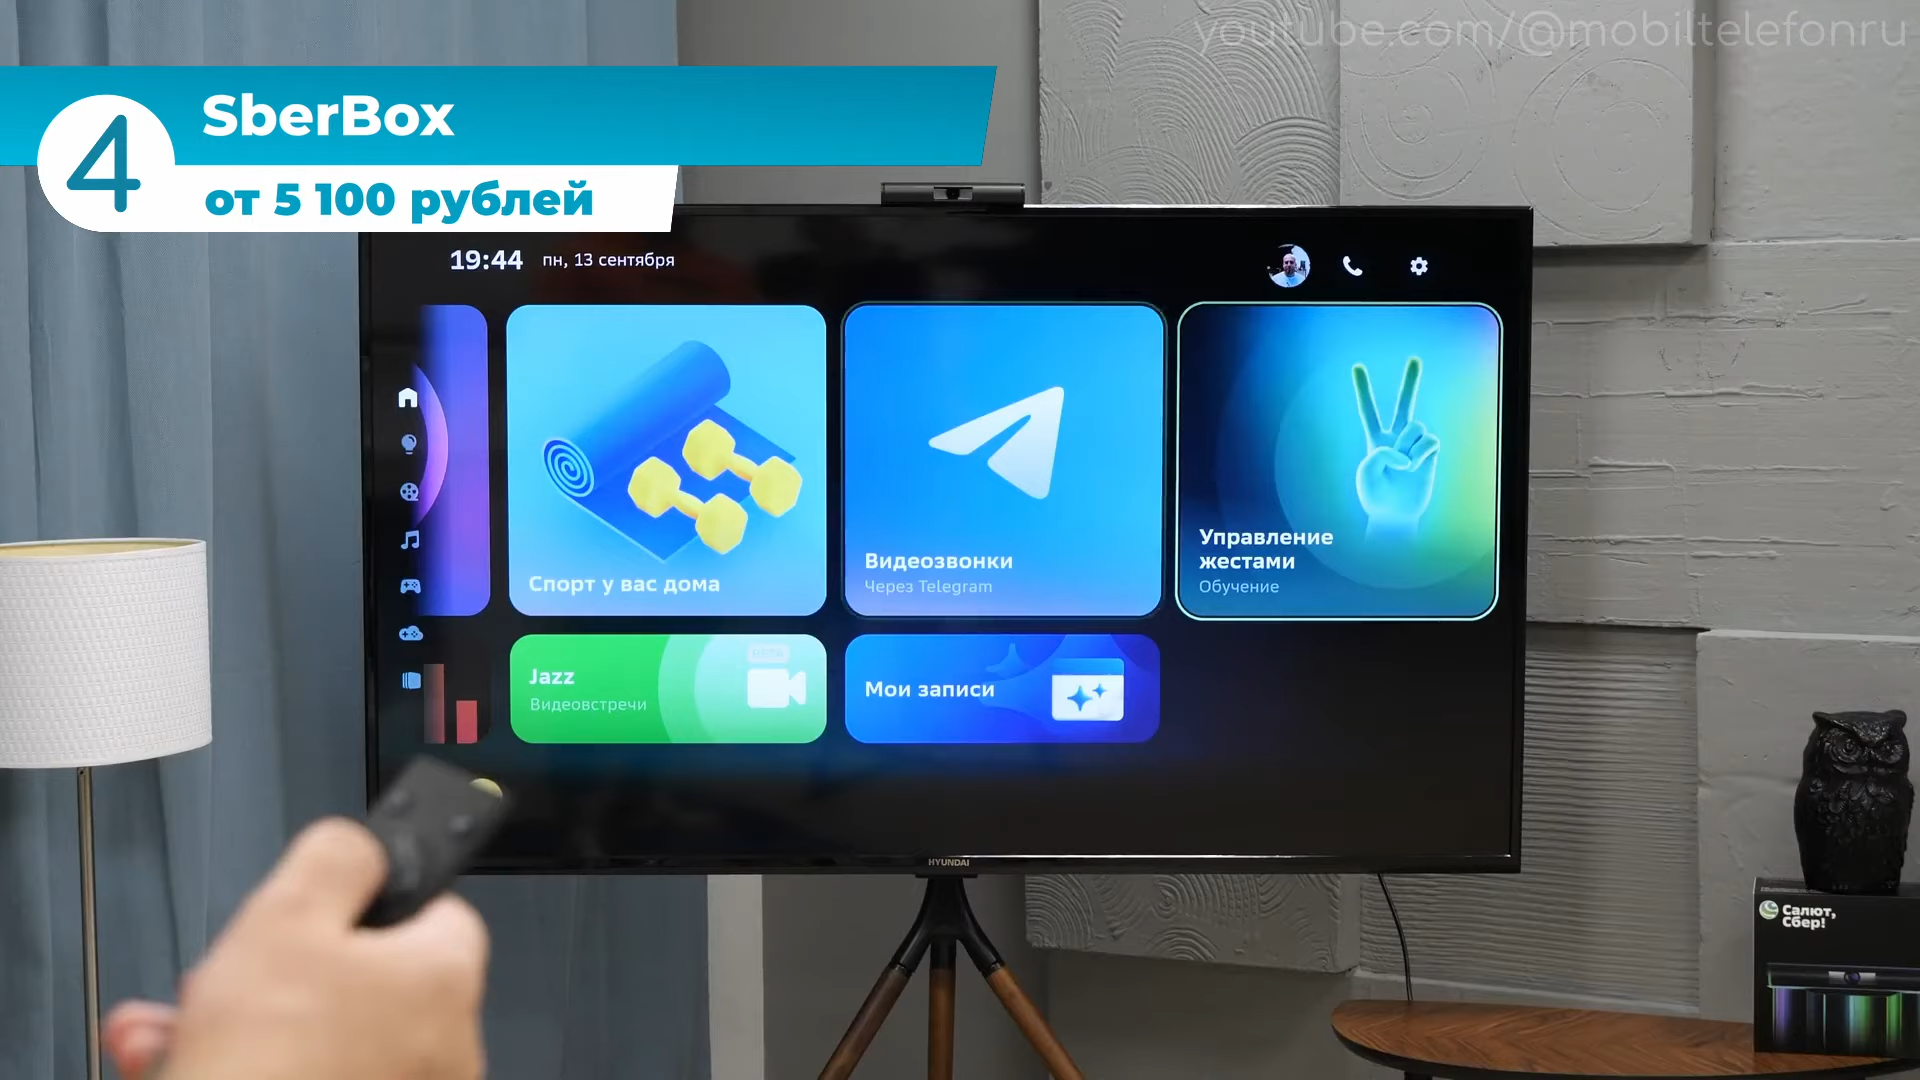 youtube.com/@mobiltelefonru
4
SberBox
от 5 100 рублей
19:44 пн, 13 сентября
Спорт у вас дома
Видеозвонки
Через Telegram
Управление
жестами
Обучение
BETA
Jazz
Видеовстречи
Мои записи
HYUNDAI
Салют,
Сбер!